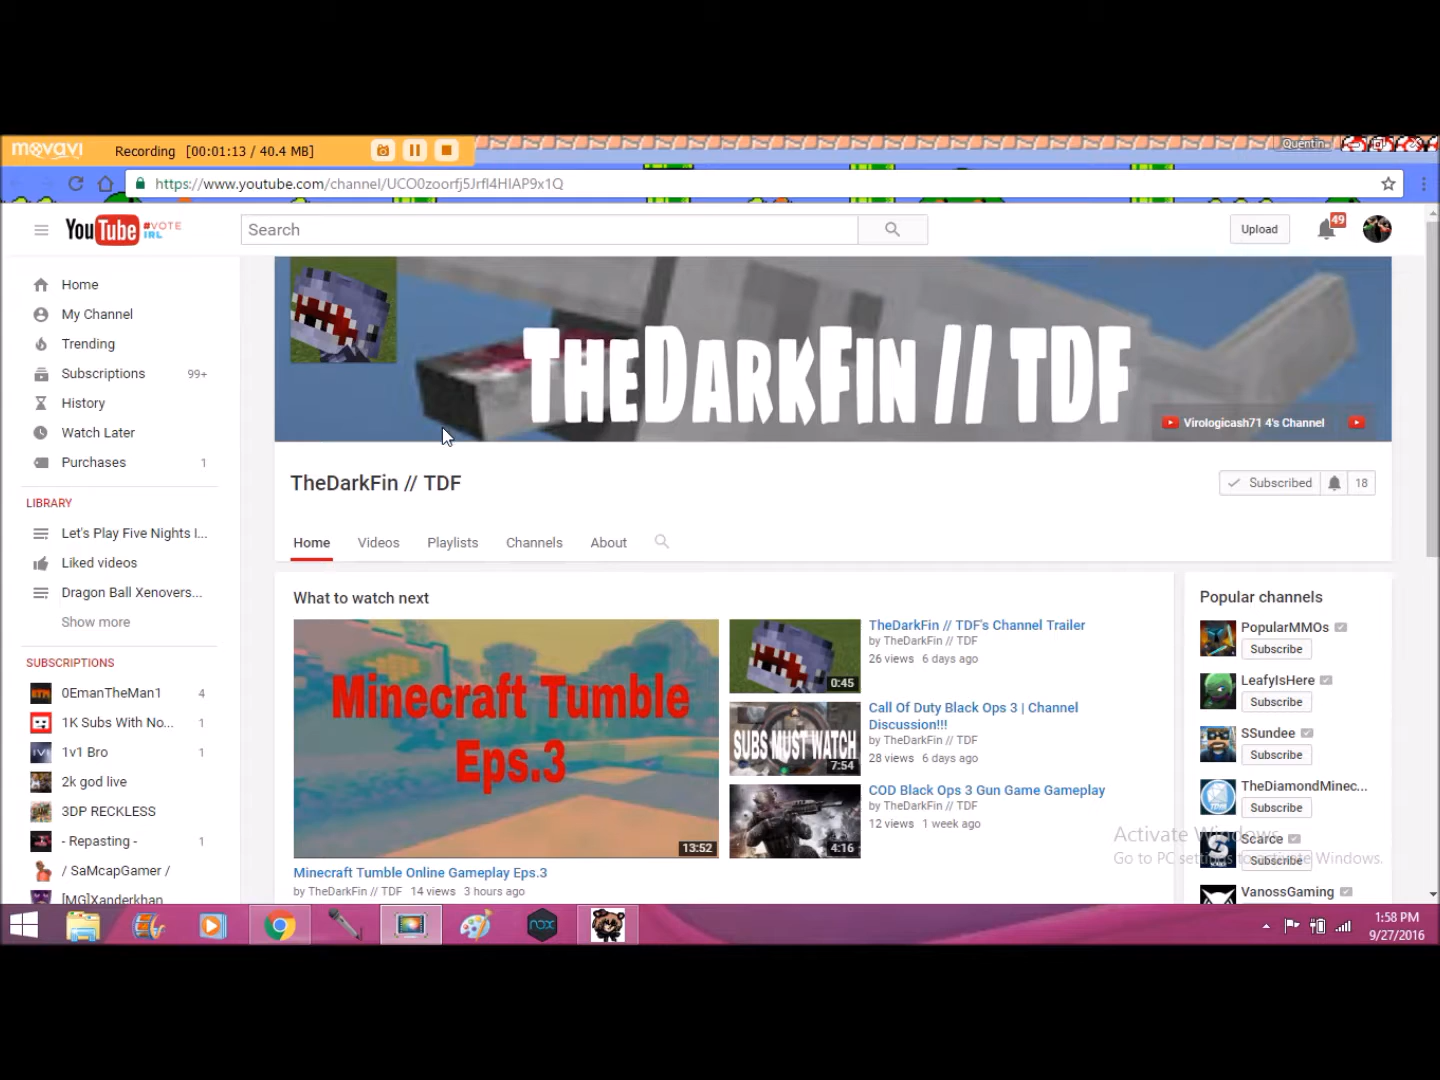 movavi
Recording [00:01:13 / 40.4 MB]
Quentin
https://www.youtube.com/channel/UCO0zoorfj5Jrfl4HIAP9x1Q
YouTube #VOTE IRL
Search
Upload
49
Home
My Channel
Trending
Subscriptions 99+
History
Watch Later
Purchases 1
LIBRARY
Let's Play Five Nights I...
Liked videos
Dragon Ball Xenovers...
Show more
SUBSCRIPTIONS
0EmanTheMan1 4
1K Subs With No... 1
1v1 Bro 1
2k god live
3DP RECKLESS
- Repasting - 1
/ SaMcapGamer /
[MG]Xanderkhan
TheDarkFin // TDF
Virologicash71 4's Channel
TheDarkFin // TDF
Subscribed 18
Home Videos Playlists Channels About
What to watch next
Minecraft Tumble
Eps.3
13:52
Minecraft Tumble Online Gameplay Eps.3
by TheDarkFin // TDF 14 views 3 hours ago
0:45
TheDarkFin // TDF's Channel Trailer
by TheDarkFin // TDF
26 views 6 days ago
SUBS MUST WATCH
7:54
Call Of Duty Black Ops 3 | Channel
Discussion!!!
by TheDarkFin // TDF
28 views 6 days ago
4:16
COD Black Ops 3 Gun Game Gameplay
by TheDarkFin // TDF
12 views 1 week ago
Popular channels
PopularMMOs
Subscribe
LeafyIsHere
Subscribe
SSundee
Subscribe
TheDiamondMinec...
Subscribe
Scarce
Subscribe
VanossGaming
Activate Windows
Go to PC settings to activate Windows.
nox
1:58 PM
9/27/2016